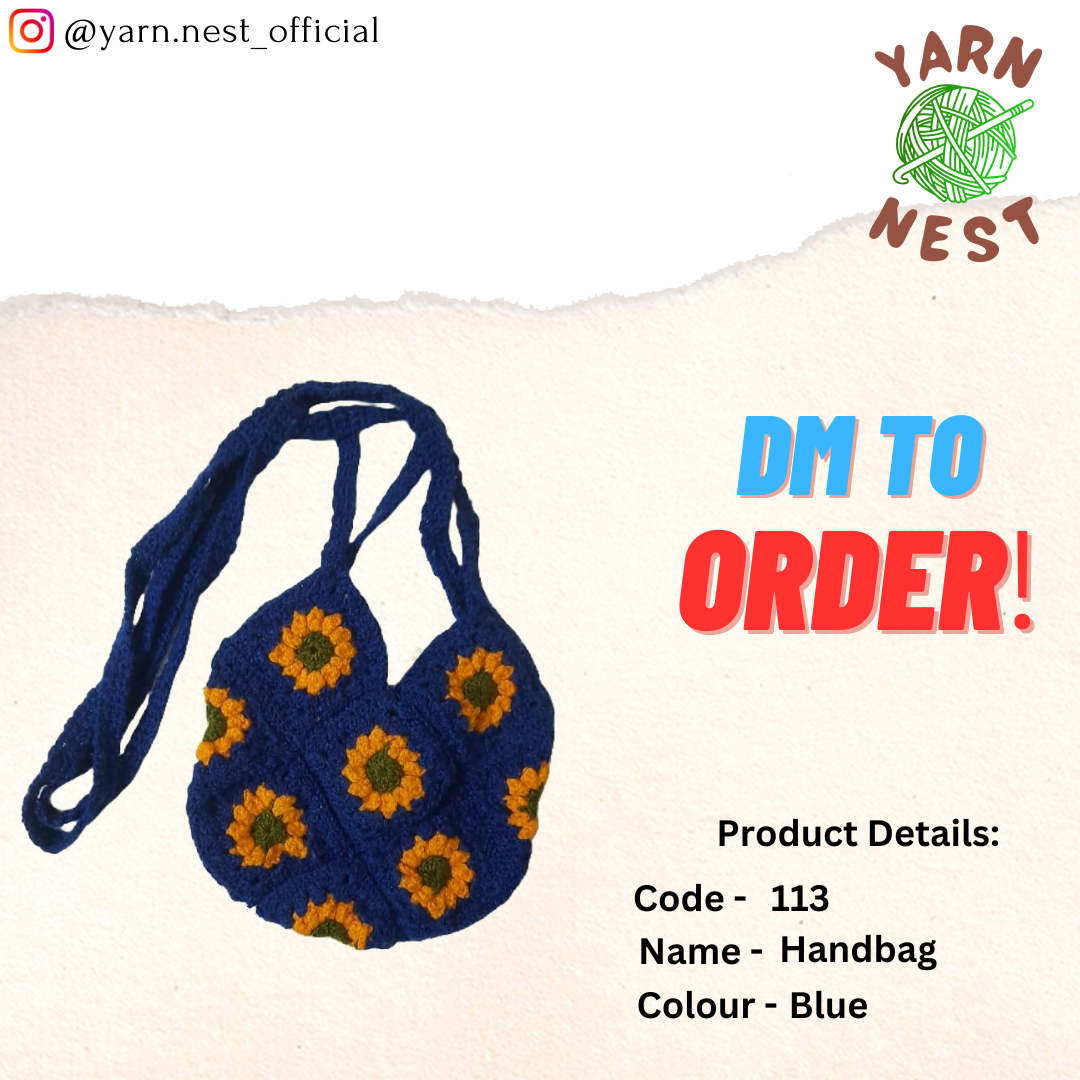 @yarn.nest_official
YARN
NEST
DM TO
ORDER!
Product Details:
Code - 113
Name - Handbag
Colour - Blue